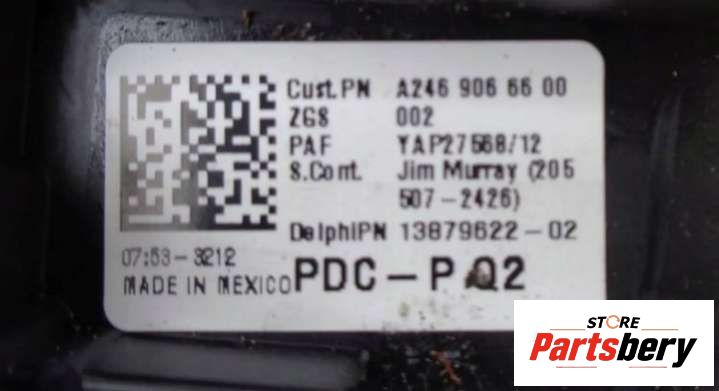 Cust.PN A246 906 66 00
ZGS 002
PAF YAP27568/12
S.Cont. Jim Murray (205
507-2426)
DelphiPN 13879622-02
07:53-3212
MADE IN MEXICO PDC-P Q2
STORE
Partsbery